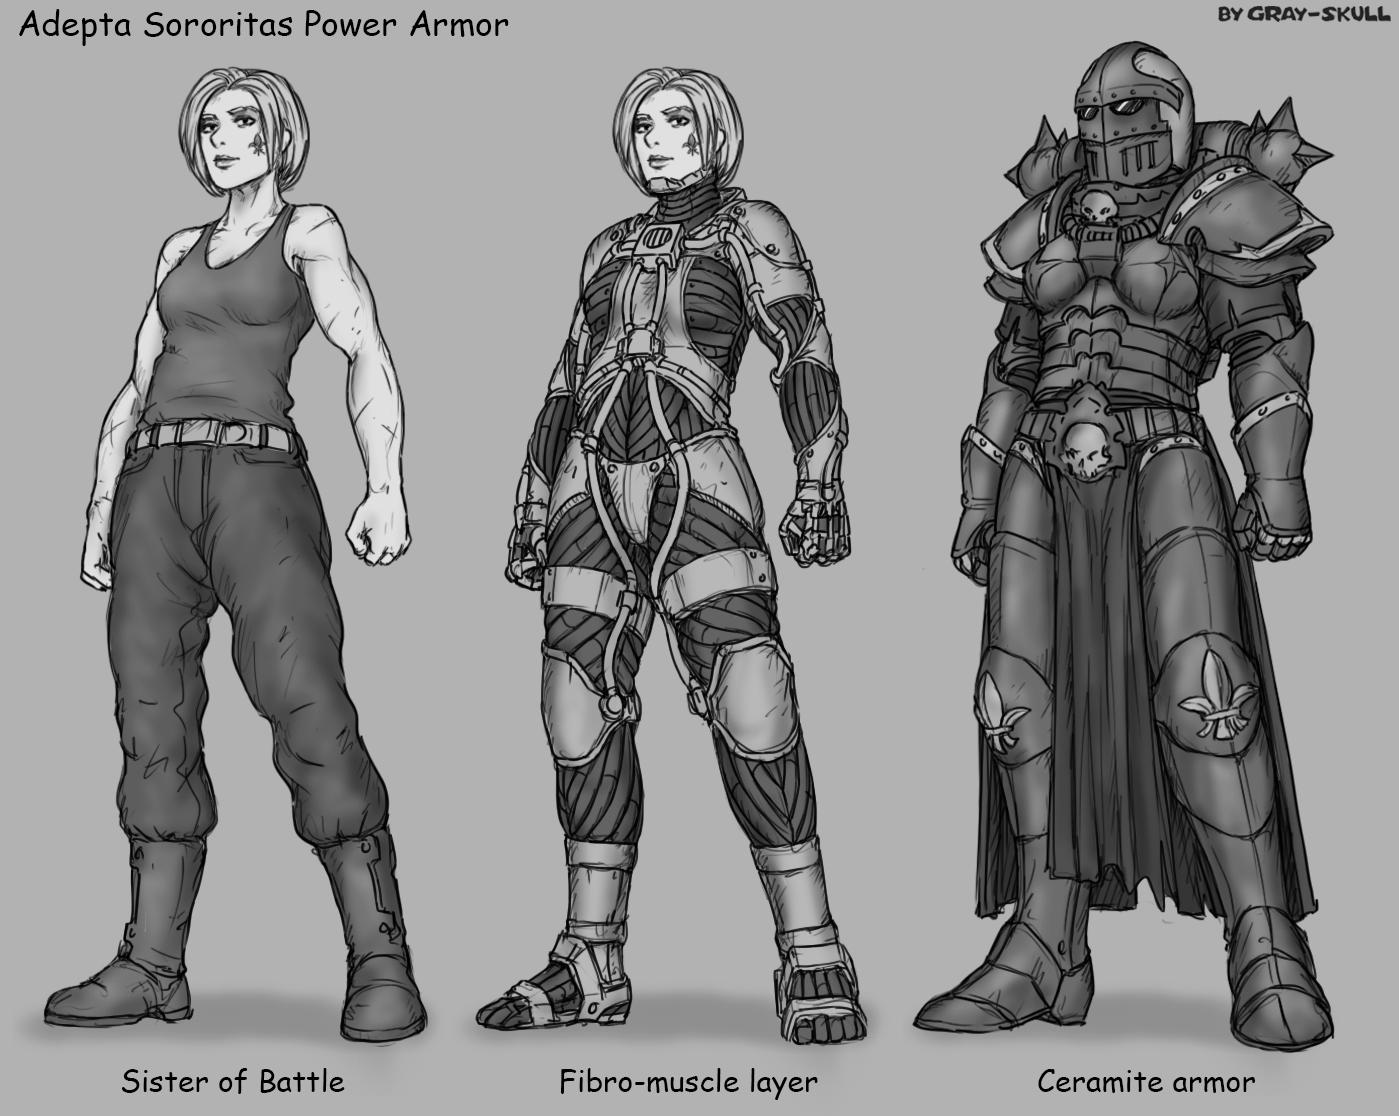 Adepta Sororitas Power Armor
BY GRAY-SKULL
Sister of Battle
Fibro-muscle layer
Ceramite armor